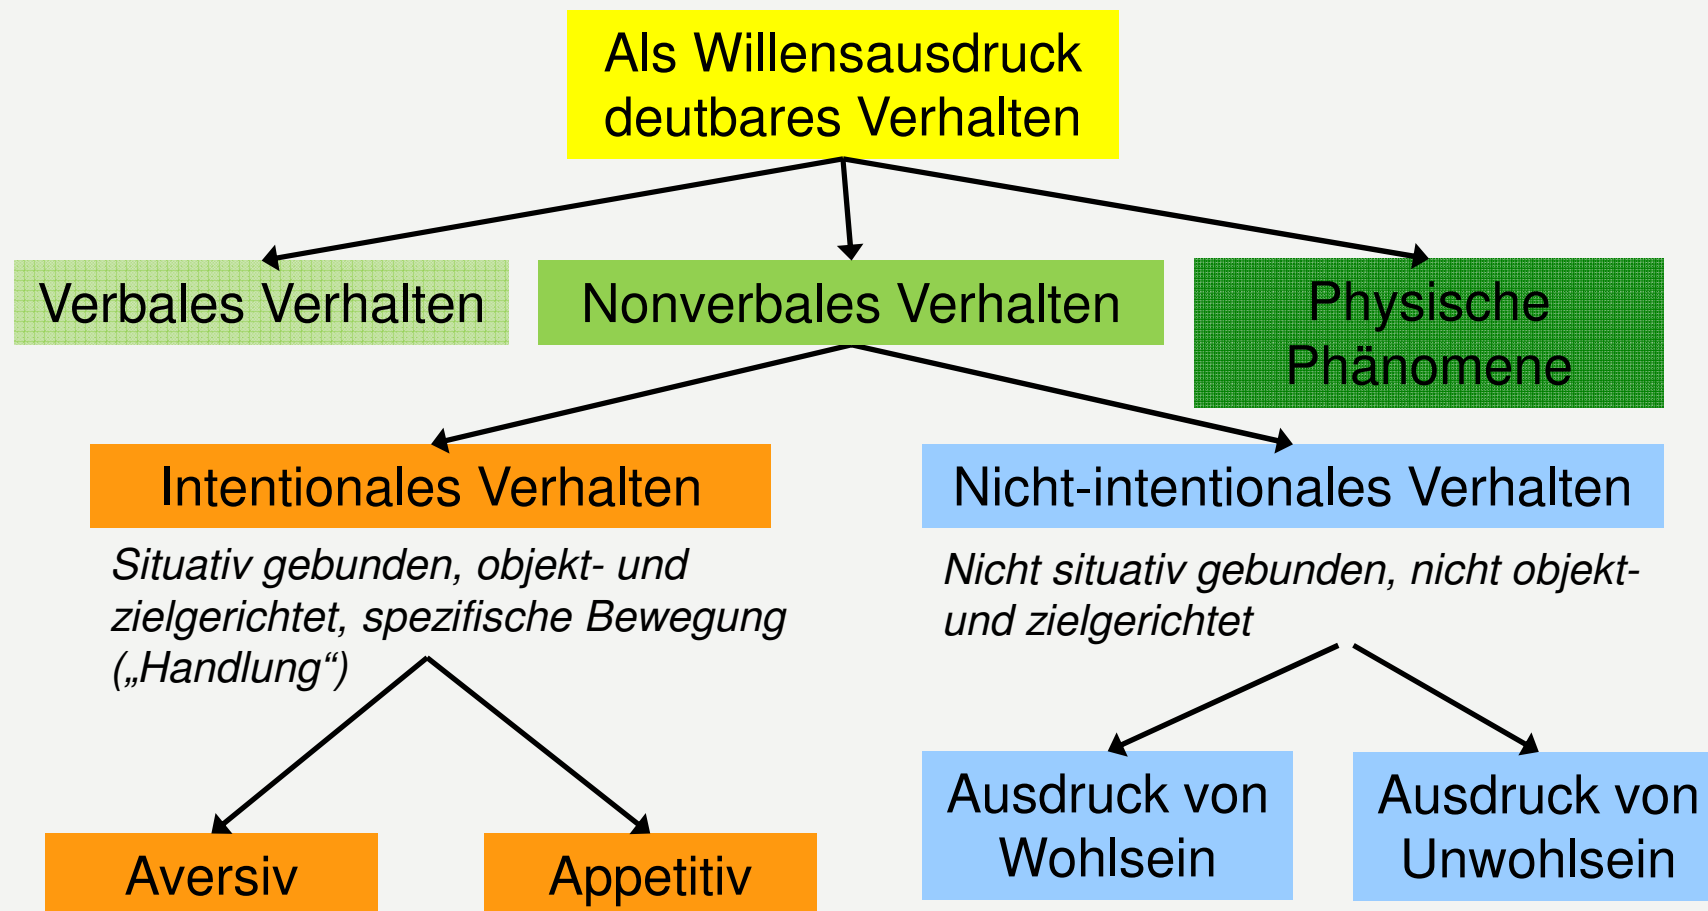 Als Willensausdruck
deutbares Verhalten
Verbales Verhalten
Nonverbales Verhalten
Physische
Phänomene
Intentionales Verhalten
Situativ gebunden, objekt- und
zielgerichtet, spezifische Bewegung
(„Handlung“)
Nicht-intentionales Verhalten
Nicht situativ gebunden, nicht objekt-
und zielgerichtet
Aversiv
Appetitiv
Ausdruck von
Wohlsein
Ausdruck von
Unwohlsein